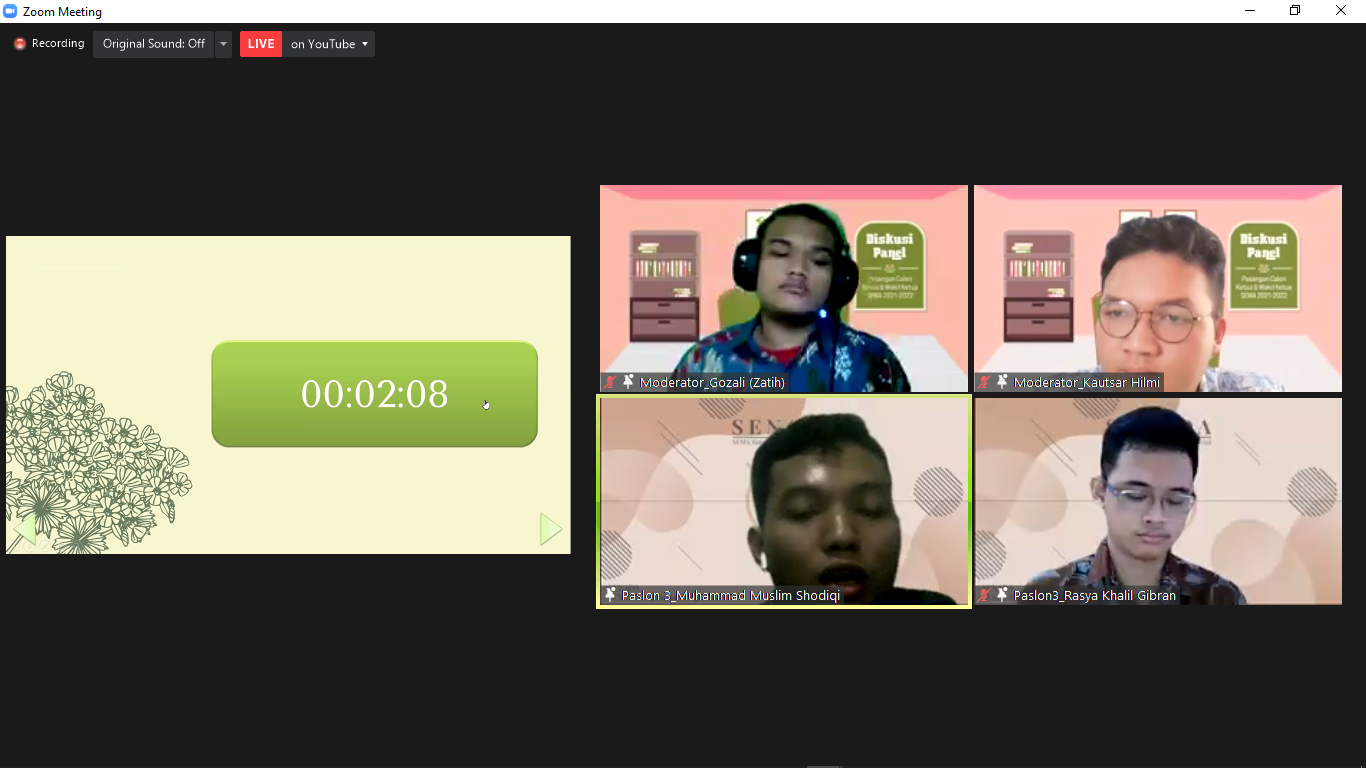 Zoom Meeting
Recording
Original Sound: Off
LIVE on YouTube
00:02:08
Diskusi
Panel
Pasangan Calon
Ketua & Wakil Ketua
SEMA 2021-2022
Moderator_Gozali (Zatih)
Diskusi
Panel
Pasangan Calon
Ketua & Wakil Ketua
SEMA 2021-2022
Moderator_Kautsar Hilmi
Paslon 3_Muhammad Muslim Shodiqi
Paslon3_Rasya Khalil Gibran